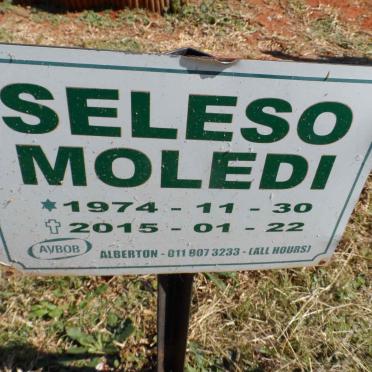 SELESO
MOLEDI
1974 - 11 - 30
2015 - 01 - 22
AVBOB ALBERTON - 011 907 3233 - (ALL HOURS)